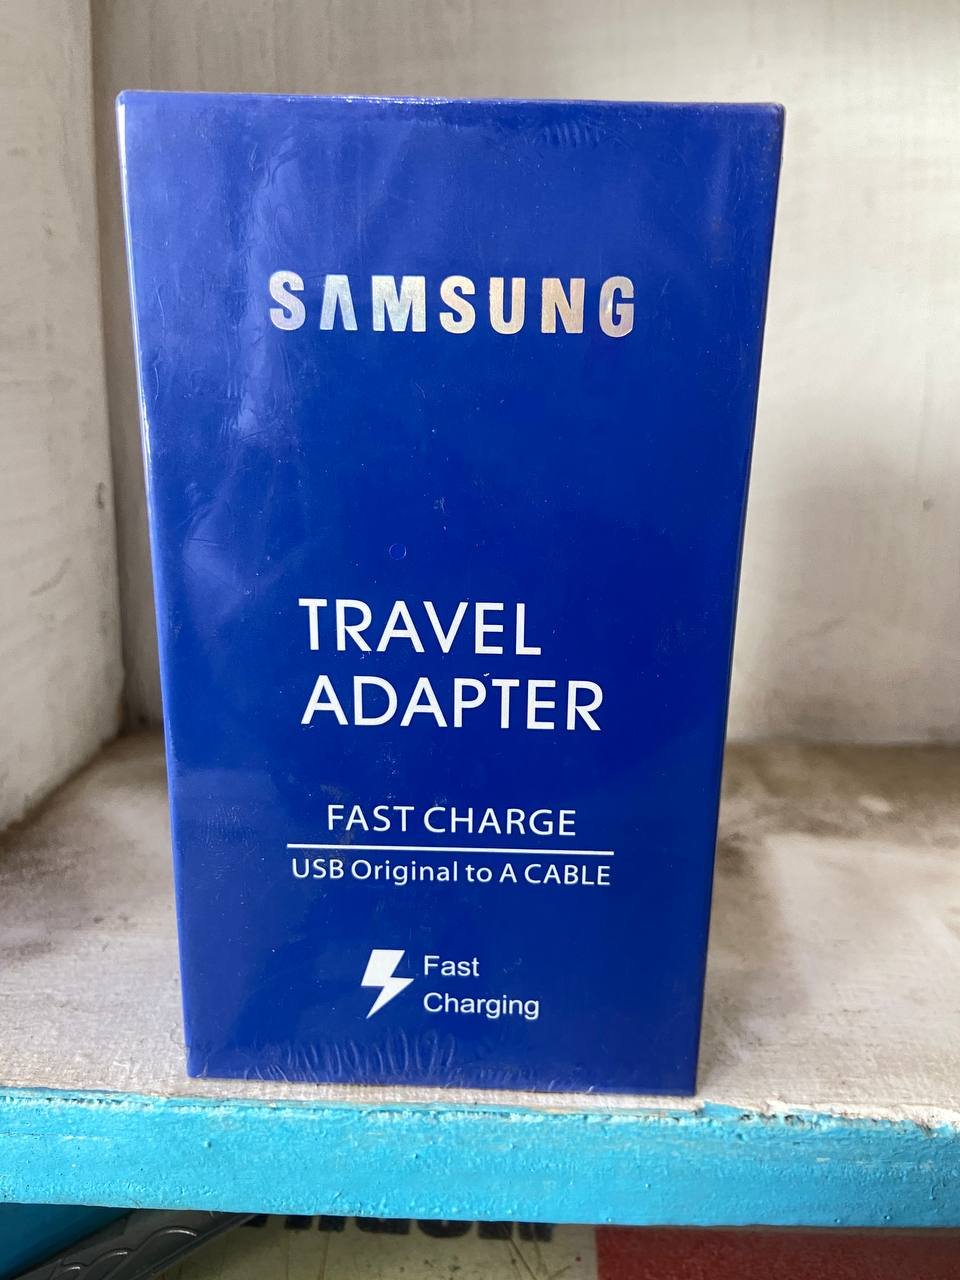 SAMSUNG
TRAVEL
ADAPTER
FAST CHARGE
USB Original to A CABLE
Fast
Charging